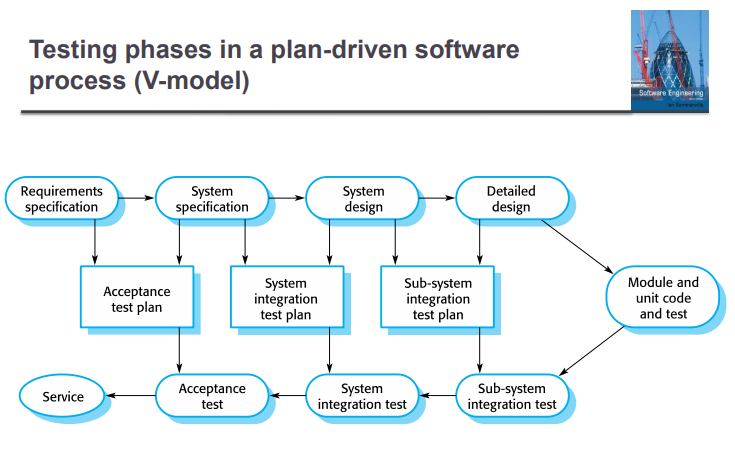 Testing phases in a plan-driven software
process (V-model)
Software Engineering
Ian Sommerville
Requirements
specification
System
specification
System
design
Detailed
design
Acceptance
test plan
System
integration
test plan
Sub-system
integration
test plan
Module and
unit code
and test
Service
Acceptance
test
System
integration test
Sub-system
integration test